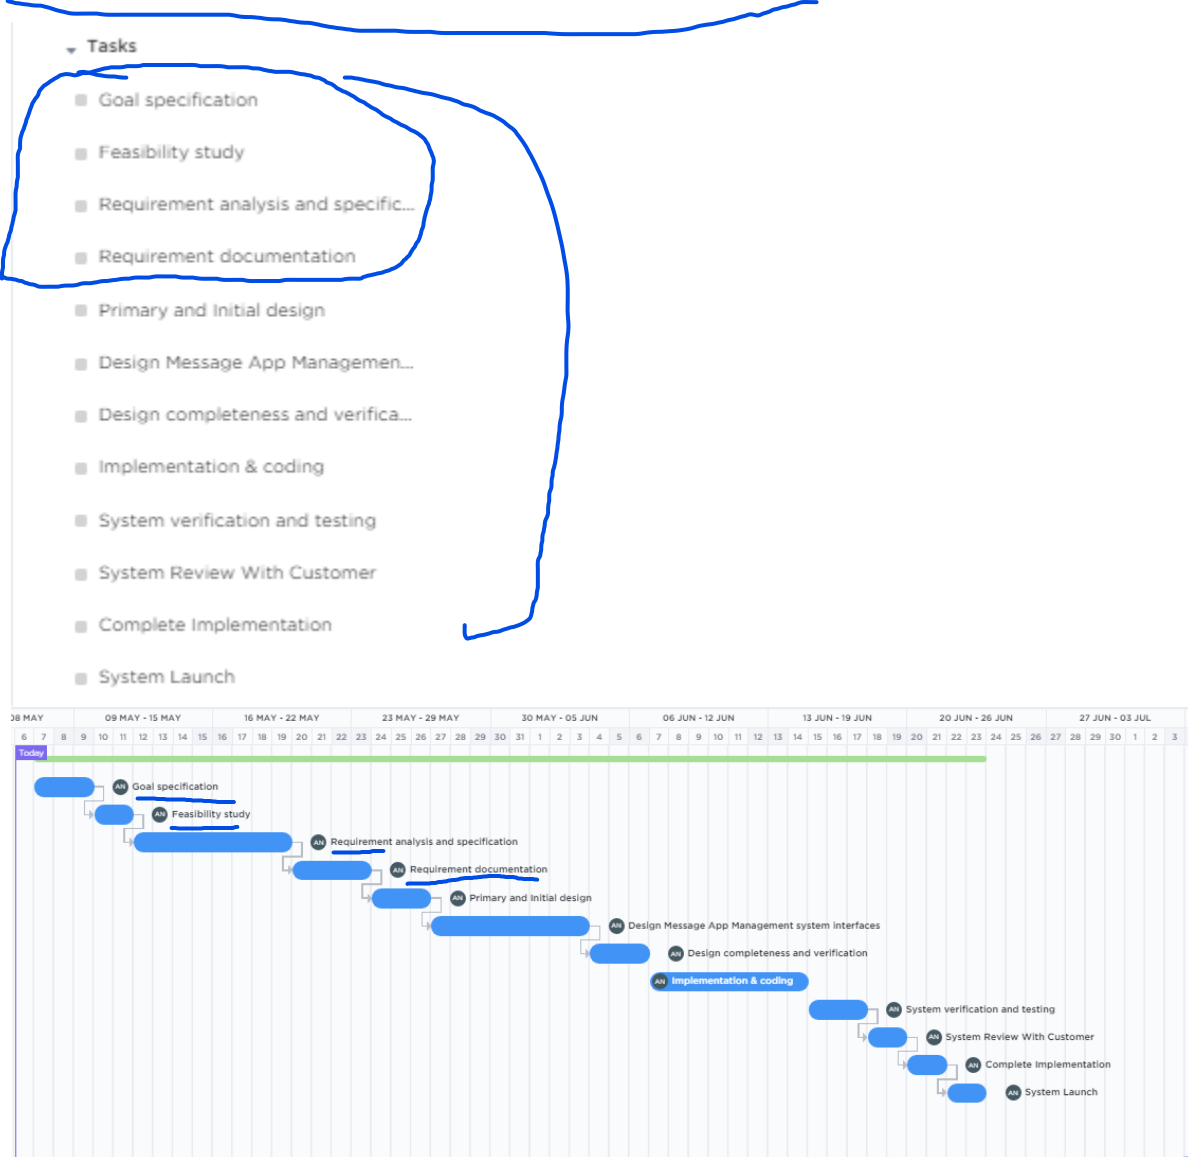 Tasks
Goal specification
Feasibility study
Requirement analysis and specific...
Requirement documentation
Primary and Initial design
Design Message App Managemen...
Design completeness and verifica...
Implementation & coding
System verification and testing
System Review With Customer
Complete Implementation
System Launch
08 MAY 09 MAY - 15 MAY 16 MAY - 22 MAY 23 MAY - 29 MAY 30 MAY - 05 JUN 06 JUN - 12 JUN 13 JUN - 19 JUN 20 JUN - 26 JUN 27 JUN - 03 JUL
6 7 8 9 10 11 12 13 14 15 16 17 18 19 20 21 22 23 24 25 26 27 28 29 30 31 1 2 3 4 5 6 7 8 9 10 11 12 13 14 15 16 17 18 19 20 21 22 23 24 25 26 27 28 29 30 1 2 3
Today
AN Goal specification
AN Feasibility study
AN Requirement analysis and specification
AN Requirement documentation
AN Primary and Initial design
AN Design Message App Management system interfaces
AN Design completeness and verification
AN Implementation & coding
AN System verification and testing
AN System Review With Customer
AN Complete Implementation
AN System Launch